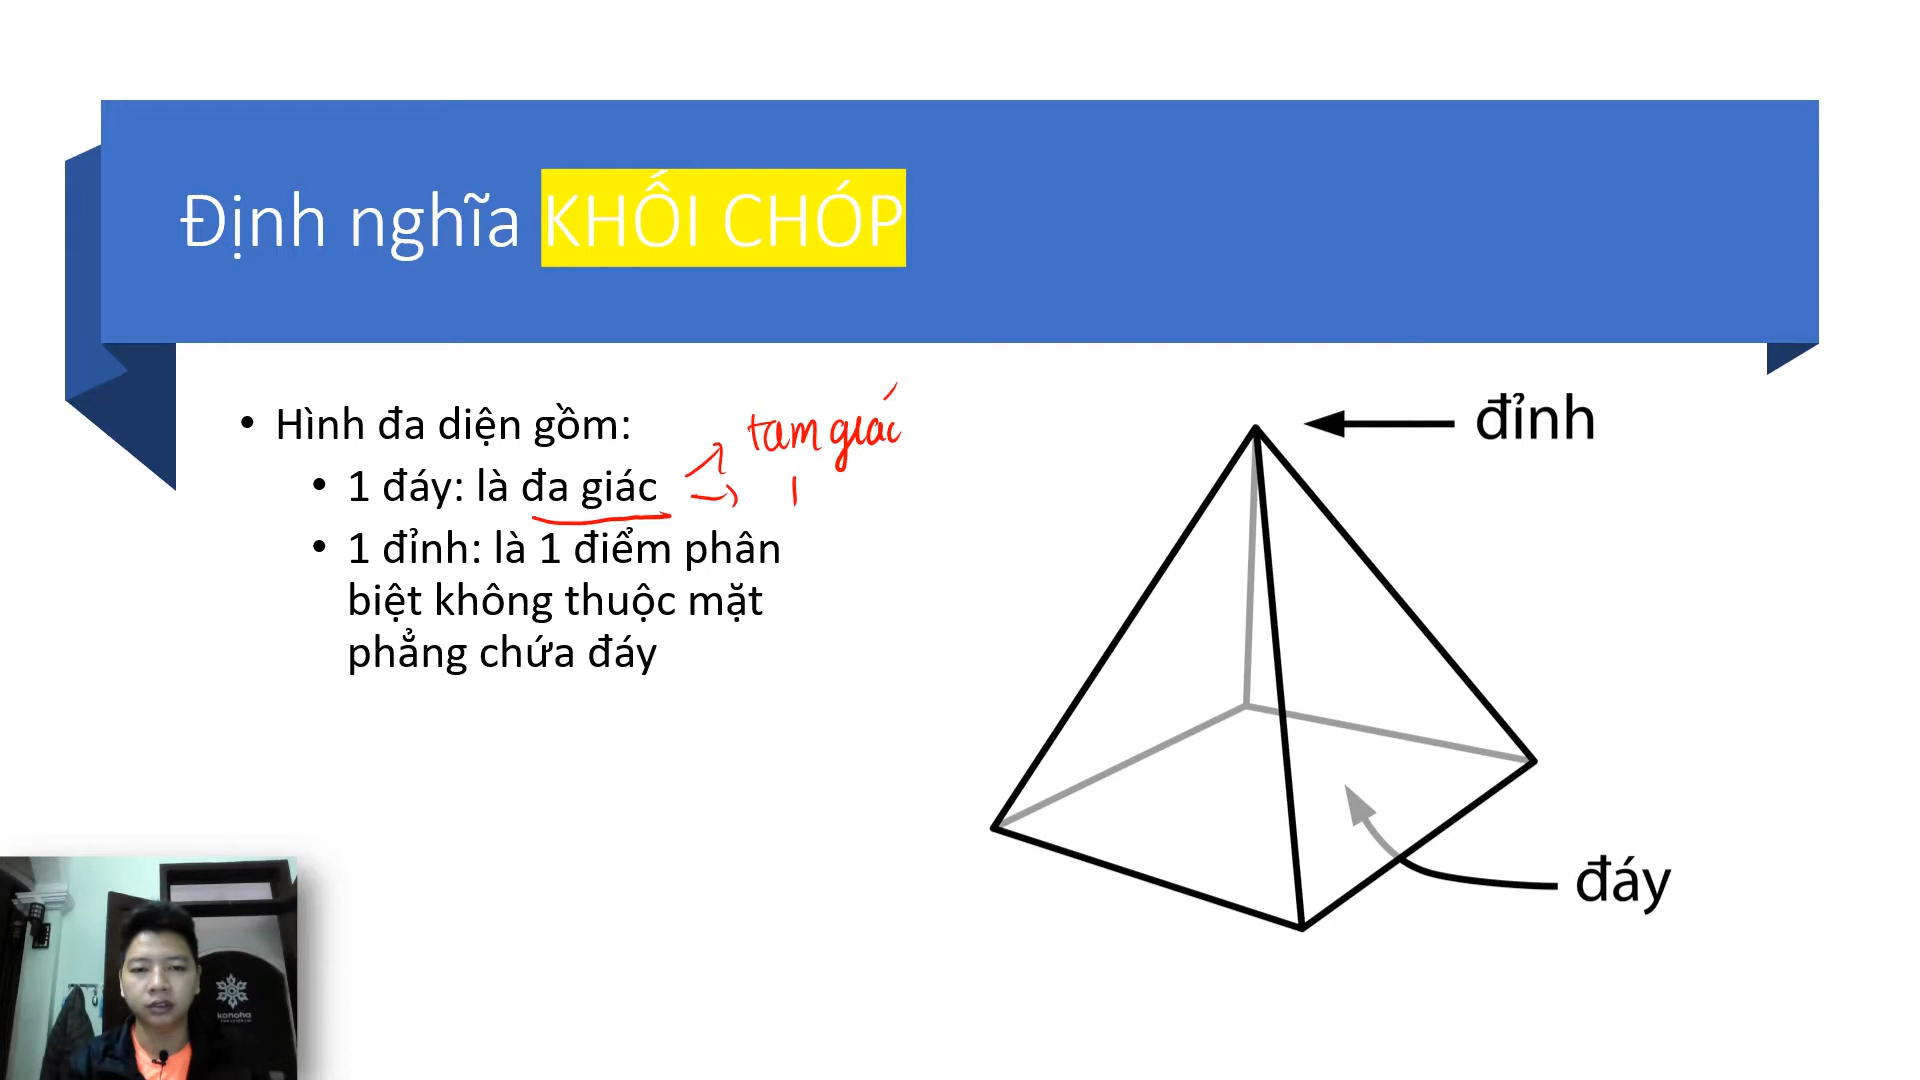 Định nghĩa KHỐI CHÓP
• Hình đa diện gồm:
tam giác
• 1 đáy: là đa giác
• 1 đỉnh: là 1 điểm phân
biệt không thuộc mặt
phẳng chứa đáy
đỉnh
đáy
konoha